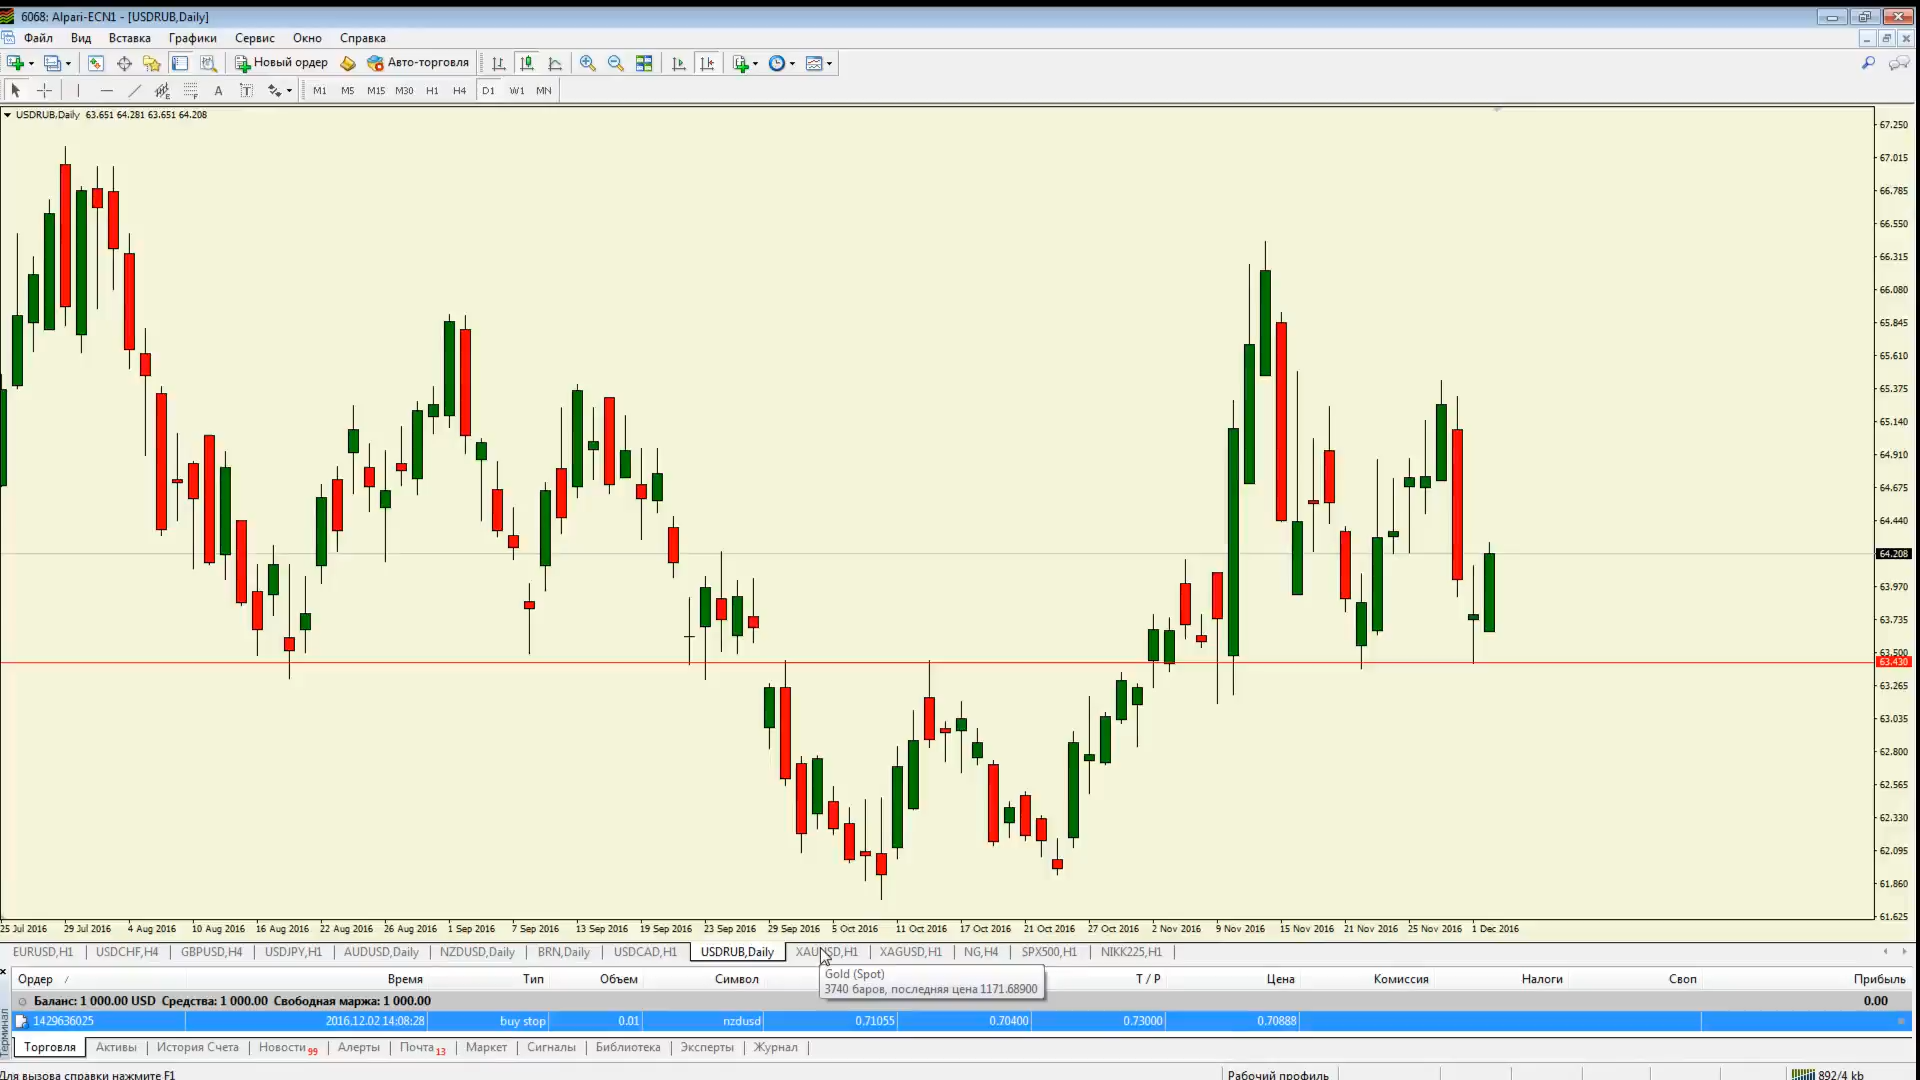 6068: Alpari-ECN1 - [USDRUB,Daily]
Файл Вид Вставка Графики Сервис Окно Справка
Новый ордер Авто-торговля
A T M1 M5 M15 M30 H1 H4 D1 W1 MN
USDRUB,Daily 63.651 64.281 63.651 64.208
67.250
67.015
66.785
66.550
66.315
66.080
65.845
65.610
65.375
65.140
64.910
64.675
64.440
64.208
63.970
63.735
63.500
63.430
63.265
63.035
62.800
62.565
62.330
62.095
61.860
61.625
25 Jul 2016 29 Jul 2016 4 Aug 2016 10 Aug 2016 16 Aug 2016 22 Aug 2016 26 Aug 2016 1 Sep 2016 7 Sep 2016 13 Sep 2016 19 Sep 2016 23 Sep 2016 29 Sep 2016 5 Oct 2016 11 Oct 2016 17 Oct 2016 21 Oct 2016 27 Oct 2016 2 Nov 2016 9 Nov 2016 15 Nov 2016 21 Nov 2016 25 Nov 2016 1 Dec 2016
EURUSD,H1 USDCHF,H4 GBPUSD,H4 USDJPY,H1 AUDUSD,Daily NZDUSD,Daily BRN,Daily USDCAD,H1 USDRUB,Daily XAUUSD,H1 XAGUSD,H1 NG,H4 SPX500,H1 NIKK225,H1
Gold (Spot)
3740 баров, последняя цена 1171.68900
Ордер / Время Тип Объем Символ T / P Цена Комиссия Налоги Своп Прибыль
Баланс: 1 000.00 USD Средства: 1 000.00 Свободная маржа: 1 000.00 0.00
1429636025 2016.12.02 14:08:28 buy stop 0.01 nzdusd 0.71055 0.70400 0.73000 0.70888
Терминал
Торговля Активы История Счета Новости 99 Алерты Почта 13 Маркет Сигналы Библиотека Эксперты Журнал
Для вызова справки нажмите F1 Рабочий профиль 892/4 kb